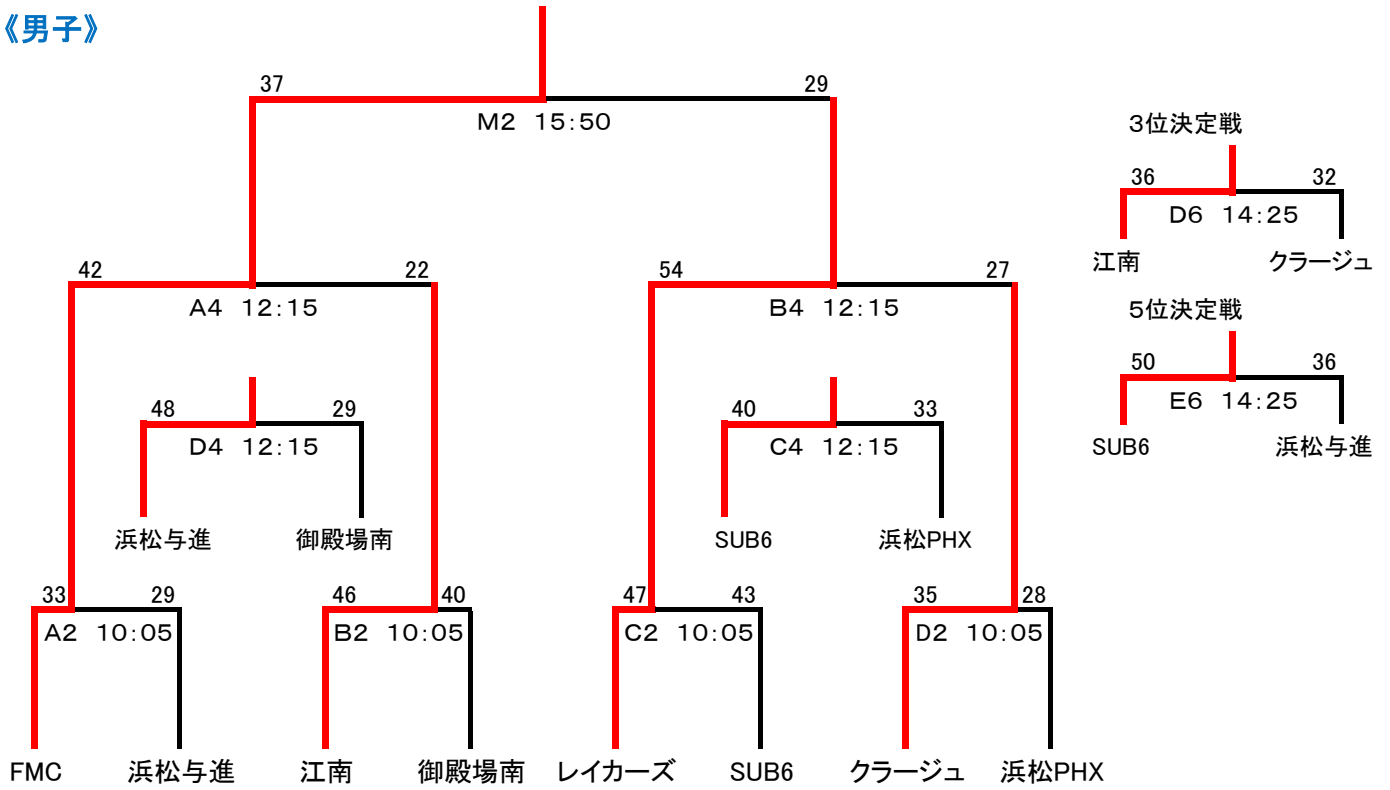 《男子》
37 29
M2 15:50
3位決定戦
36 32
D6 14:25
江南 クラージュ
42 22 54 27
A4 12:15 B4 12:15
5位決定戦
50 36
E6 14:25
SUB6 浜松与進
48 29 40 33
D4 12:15 C4 12:15
浜松与進 御殿場南 SUB6 浜松PHX
33 29 46 40 47 43 35 28
A2 10:05 B2 10:05 C2 10:05 D2 10:05
FMC 浜松与進 江南 御殿場南 レイカーズ SUB6 クラージュ 浜松PHX